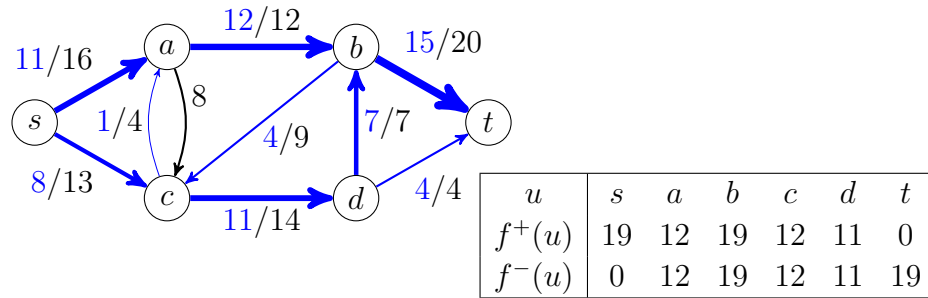 12/12
a
b
11/16
15/20
8
s
1/4
4/9
7/7
t
8/13
4/4
c
d
11/14
u s a b c d t
f⁺(u) 19 12 19 12 11 0
f⁻(u) 0 12 19 12 11 19